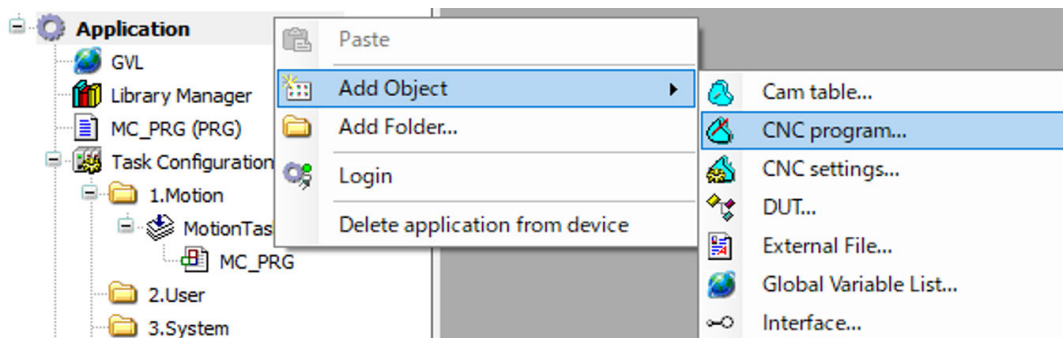 Application
GVL
Library Manager
MC_PRG (PRG)
Task Configuration
1.Motion
MotionTas
MC_PRG
2.User
3.System
Paste
Add Object
Add Folder...
Login
Delete application from device
Cam table...
CNC program...
CNC settings...
DUT...
External File...
Global Variable List...
Interface...